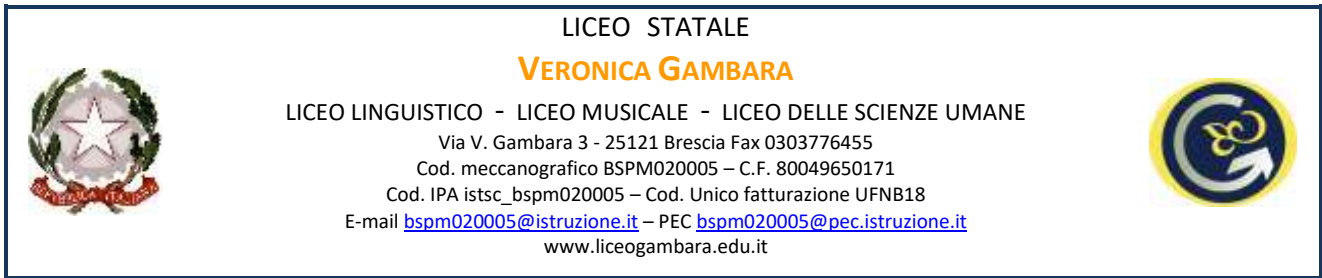 LICEO STATALE
VERONICA GAMBARA
LICEO LINGUISTICO - LICEO MUSICALE - LICEO DELLE SCIENZE UMANE
Via V. Gambara 3 - 25121 Brescia Fax 0303776455
Cod. meccanografico BSPM020005 – C.F. 80049650171
Cod. IPA istsc_bspm020005 – Cod. Unico fatturazione UFNB18
E-mail bspm020005@istruzione.it – PEC bspm020005@pec.istruzione.it
www.liceogambara.edu.it